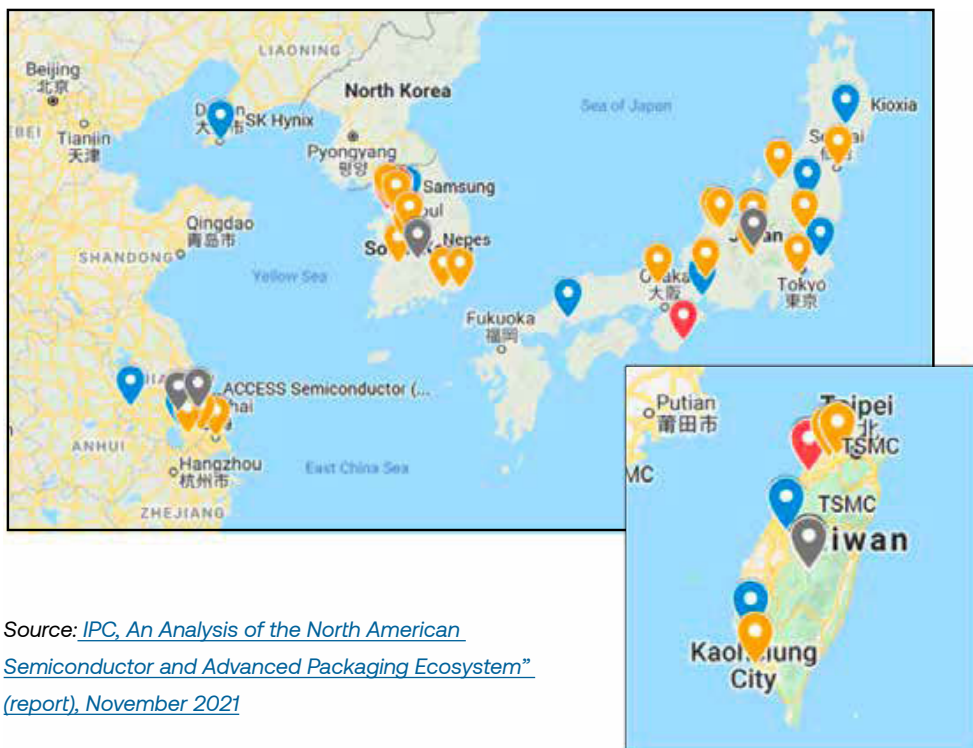 LIAONING
Beijing
北京
North Korea
Sea of Japan
Kioxia
SK Hynix
Tianjin
天津
Pyongyang
평양
Samsung
Qingdao
青岛市
Nepes
SHANDONG
Yellow Sea
Tokyo
東京
大阪
Fukuoka
福岡
ACCESS Semiconductor (...
ANHUI
Hangzhou
杭州市
East China Sea
ZHEJIANG
Putian
莆田市
Taipei
TSMC
TSMC
City
Source: IPC, An Analysis of the North American
Semiconductor and Advanced Packaging Ecosystem”
(report), November 2021